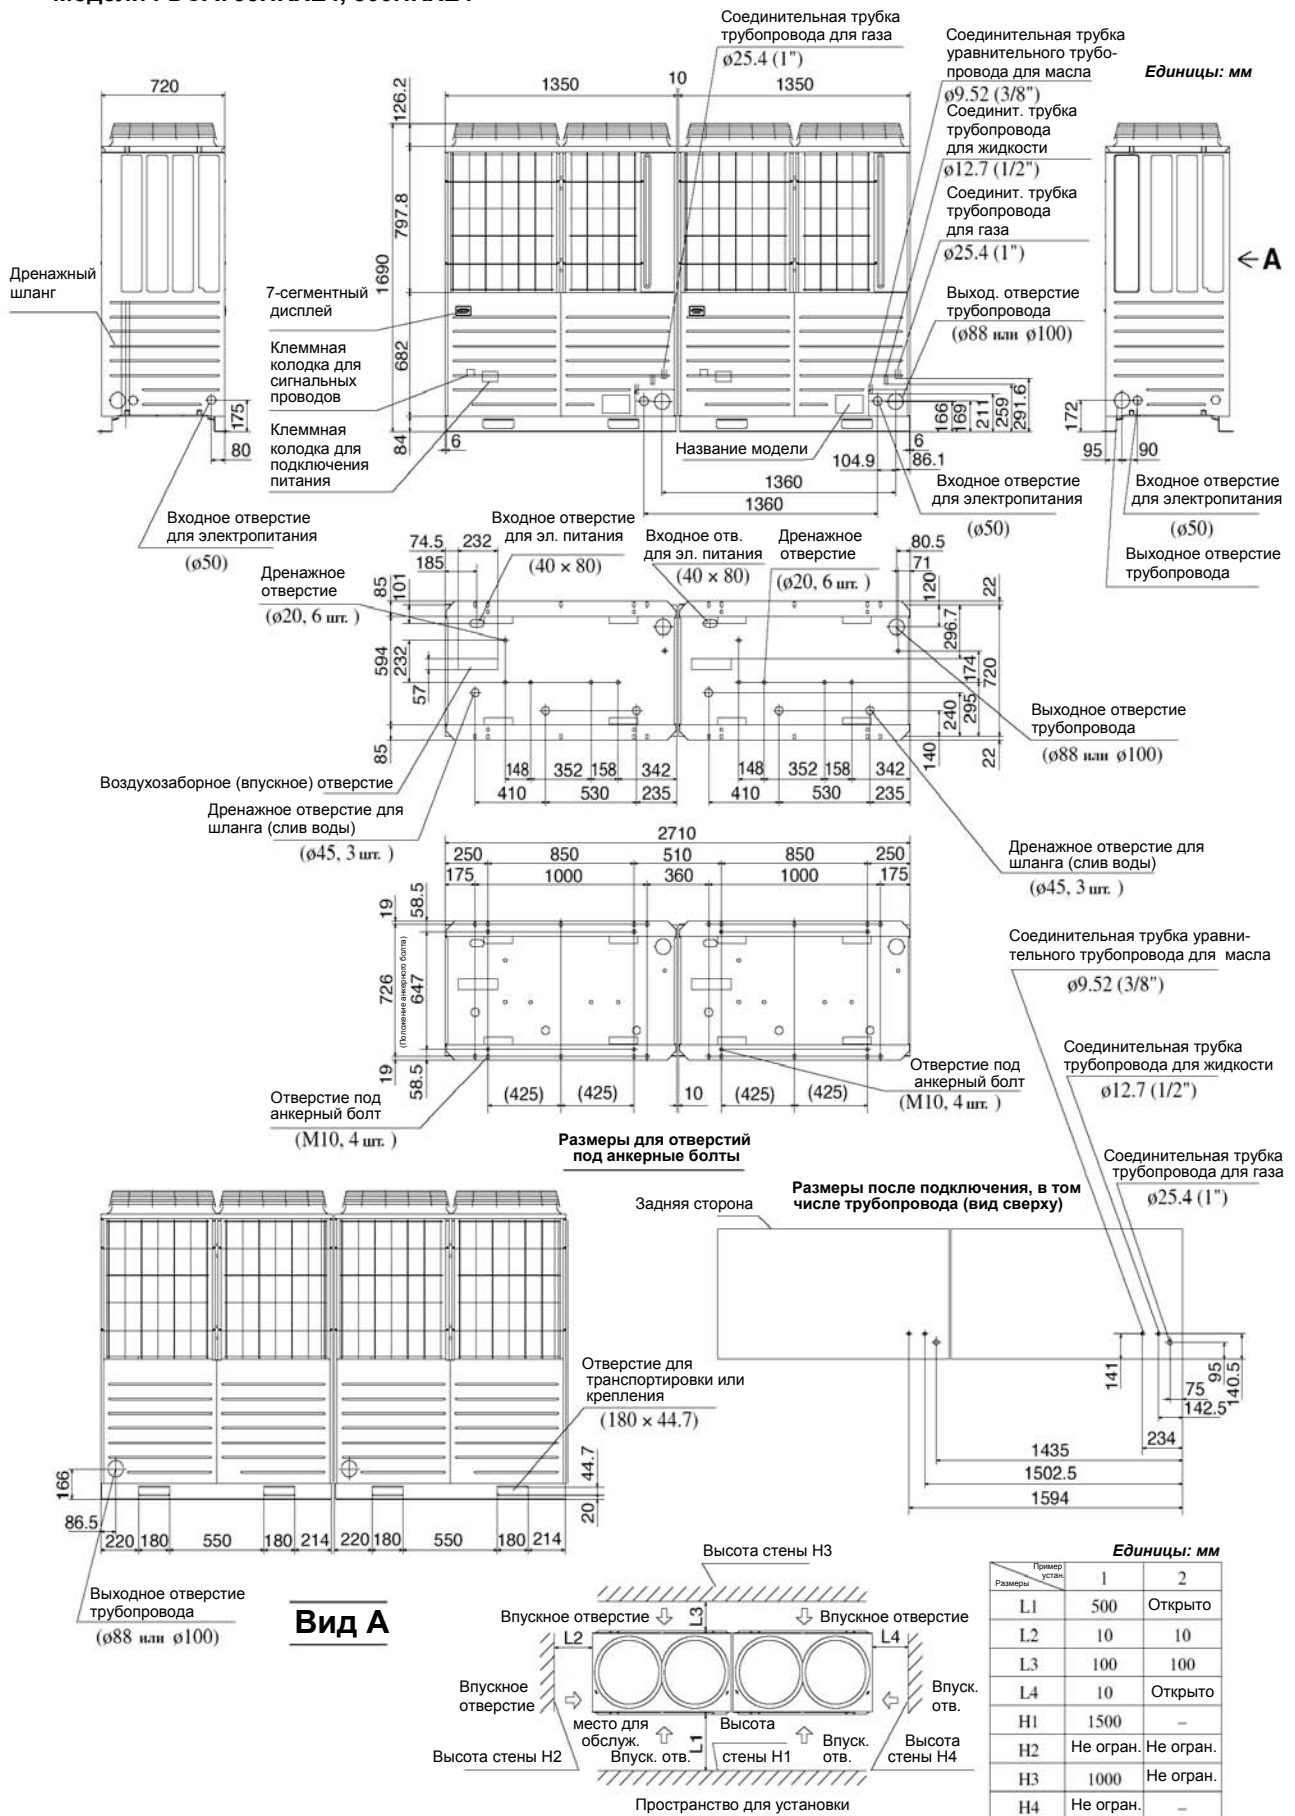 Соединительная трубка
трубопровода для газа
ø25.4 (1")
Соединительная трубка
уравнительного трубо-
провода для масла
ø9.52 (3/8")
Единицы: мм
Соединит. трубка
трубопровода
для жидкости
ø12.7 (1/2")
Соединит. трубка
трубопровода
для газа
ø25.4 (1")
Выход. отверстие
трубопровода
(ø88 или ø100)
720
126.2
1350
10
1350
797.8
1690
682
84
A
Дренажный
шланг
7-сегментный
дисплей
Клеммная
колодка для
сигнальных
проводов
Клеммная
колодка для
подключения
питания
175
80
6
Название модели
166
169
211
259
291.6
6
104.9
86.1
1360
1360
172
95
90
Входное отверстие
для электропитания
(ø50)
Входное отверстие
для электропитания
(ø50)
Входное отверстие
для электропитания
(ø50)
Выходное отверстие
трубопровода
Входное отверстие
для эл. питания
(40 × 80)
Входное отв.
для эл. питания
(40 × 80)
Дренажное
отверстие
(ø20, 6 шт. )
Дренажное
отверстие
(ø20, 6 шт. )
74.5
232
185
80.5
71
120
22
85
101
594
232
57
85
296.7
174
720
295
240
140
22
Выходное отверстие
трубопровода
(ø88 или ø100)
148
352
158
342
148
352
158
342
410
530
235
410
530
235
Воздухозаборное (впускное) отверстие
Дренажное отверстие для
шланга (слив воды)
(ø45, 3 шт. )
Дренажное отверстие для
шланга (слив воды)
(ø45, 3 шт. )
2710
250
850
510
850
250
175
1000
360
1000
175
19
58.5
726
(Положение анкерного болта)
647
19
58.5
(425)
(425)
10
(425)
(425)
Отверстие под
анкерный болт
(M10, 4 шт. )
Отверстие под
анкерный болт
(M10, 4 шт. )
Размеры для отверстий
под анкерные болты
Соединительная трубка уравни-
тельного трубопровода для масла
ø9.52 (3/8")
Соединительная трубка
трубопровода для жидкости
ø12.7 (1/2")
Соединительная трубка
трубопровода для газа
ø25.4 (1")
Размеры после подключения, в том
числе трубопровода (вид сверху)
Задняя сторона
141
95
140.5
75
142.5
234
1435
1502.5
1594
Отверстие для
транспортировки или
крепления
(180 × 44.7)
44.7
20
166
86.5
220
180
550
180
214
220
180
550
180
214
Выходное отверстие
трубопровода
(ø88 или ø100)
Вид A
Высота стены H3
Впускное отверстие
L3
Впускное отверстие
L2
L4
Впускное
отверстие
Впуск.
отв.
место для
обслуж.
Впуск. отв.
L1
Высота
стены H1
Впуск.
отв.
Высота стены H2
Высота
стены H4
Пространство для установки
Единицы: мм
Размеры
Пример
устан.
1
2
L1
500
Открыто
L2
10
10
L3
100
100
L4
10
Открыто
H1
1500
–
H2
Не огран.
Не огран.
H3
1000
Не огран.
H4
Не огран.
–